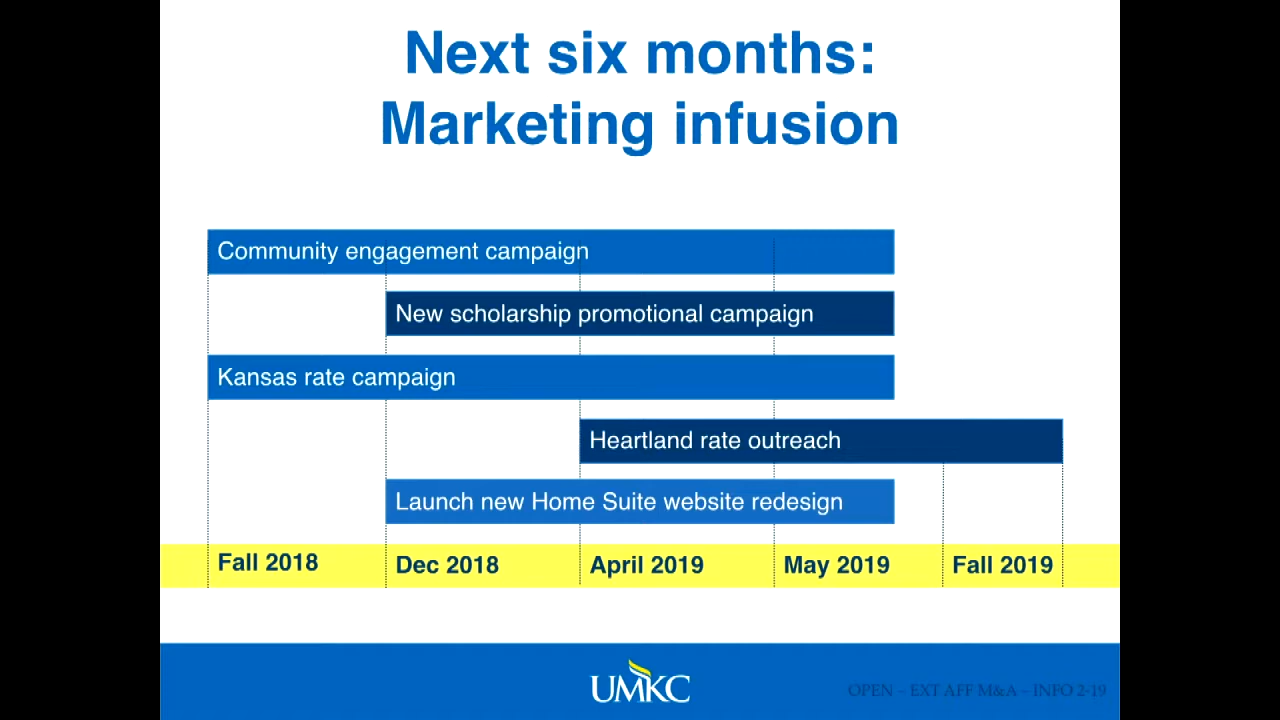 Next six months:
Marketing infusion
Community engagement campaign
New scholarship promotional campaign
Kansas rate campaign
Heartland rate outreach
Launch new Home Suite website redesign
Fall 2018
Dec 2018
April 2019
May 2019
Fall 2019
UMKC
OPEN – EXT AFF M&A – INFO 2-19